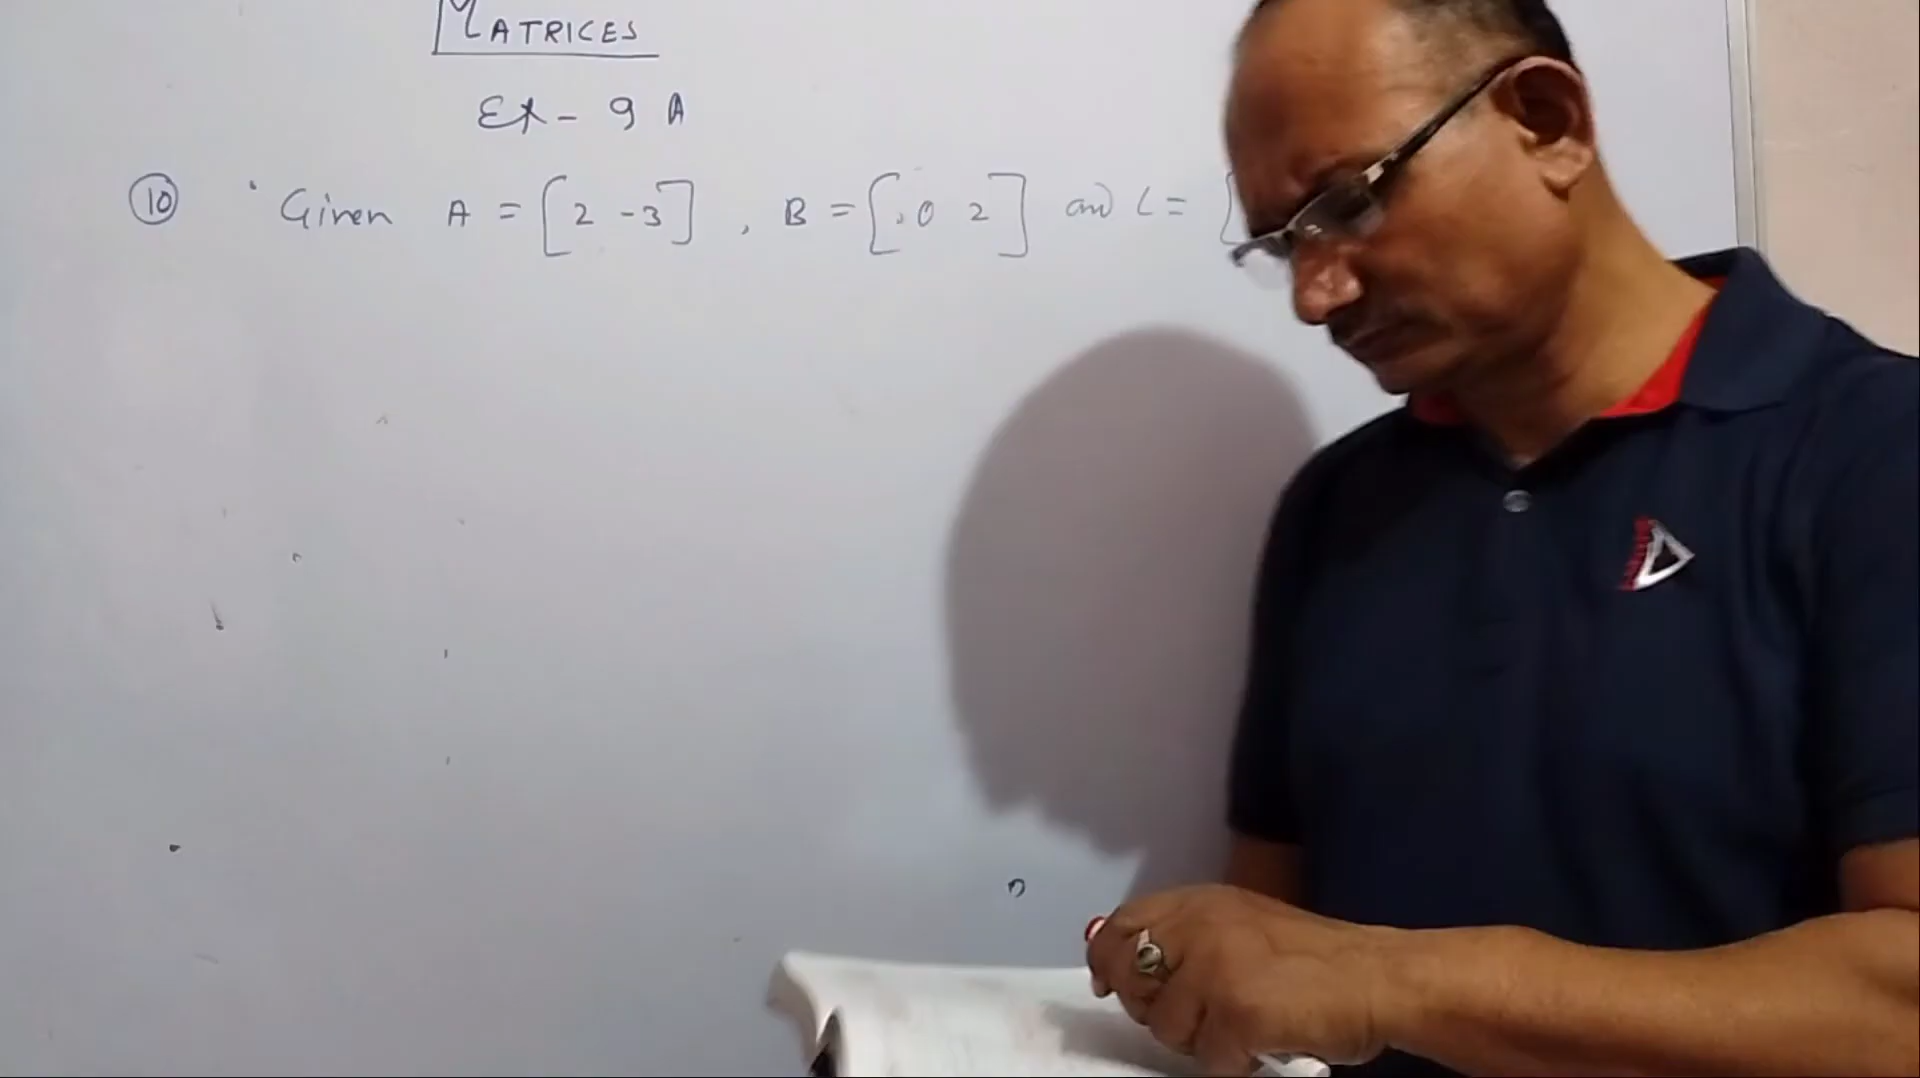 MATRICES
Ex - 9 A
10 Given A = [2 -3] , B = [0 2] and C = [